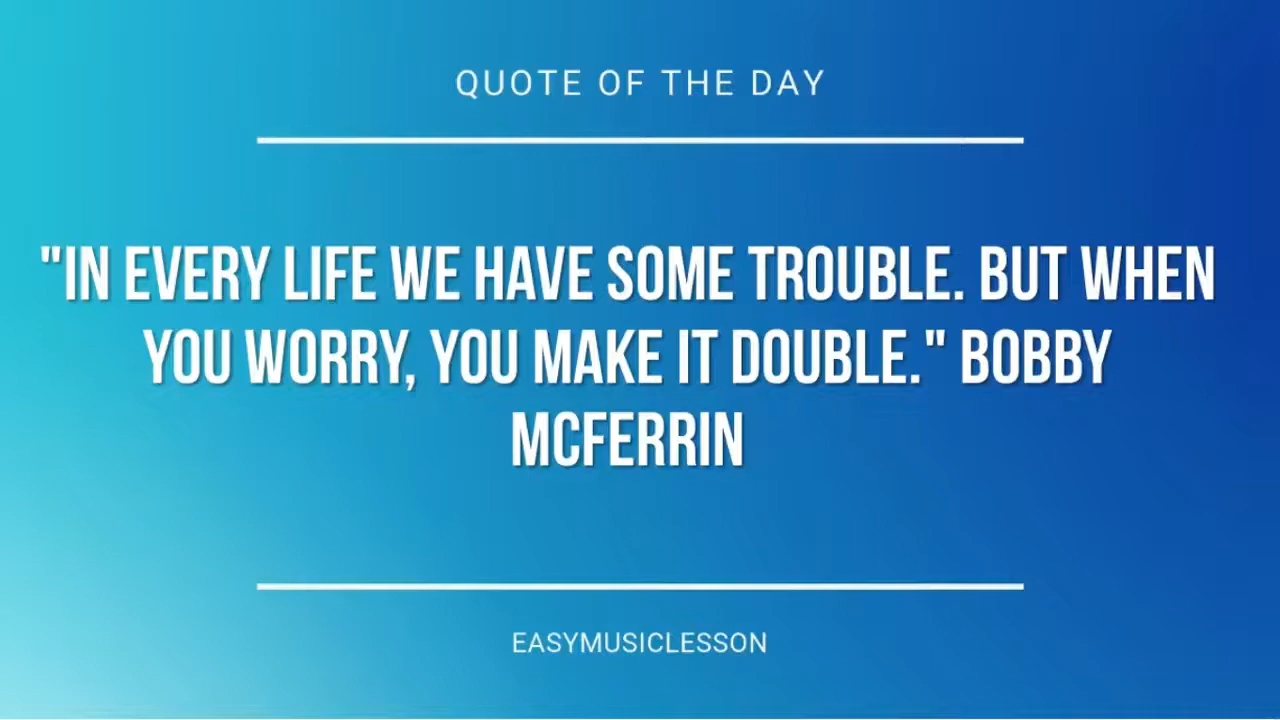 QUOTE OF THE DAY
"IN EVERY LIFE WE HAVE SOME TROUBLE. BUT WHEN
YOU WORRY, YOU MAKE IT DOUBLE." BOBBY
MCFERRIN
EASYMUSICLESSON